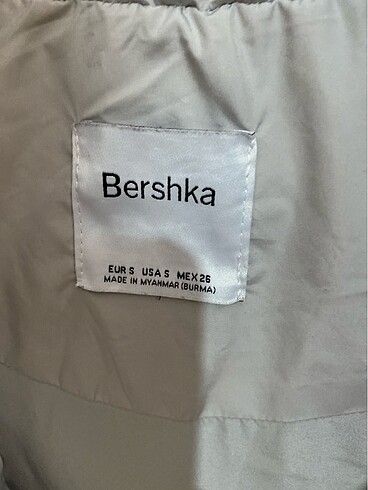 Bershka
EUR S USA S MEX 26
MADE IN MYANMAR (BURMA)